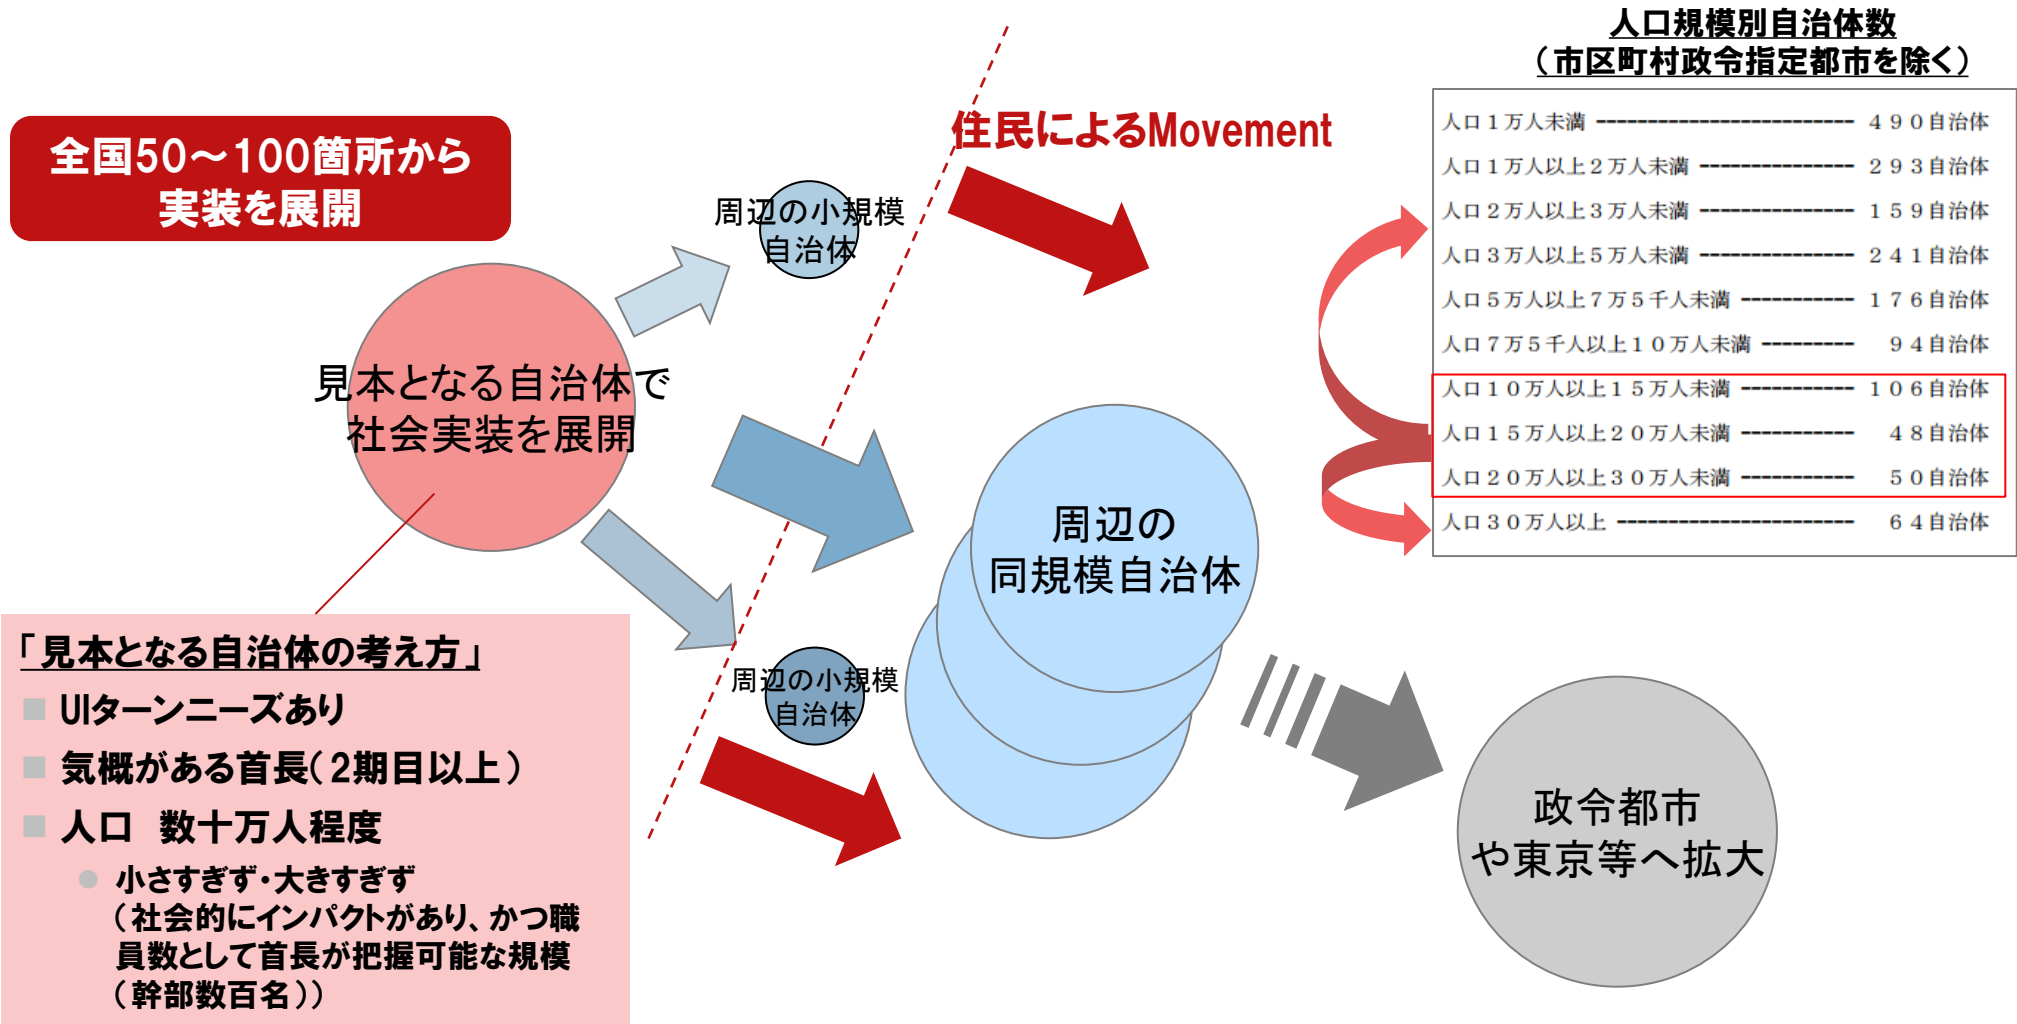 人口規模別自治体数
（市区町村政令指定都市を除く）
全国50～100箇所から
実装を展開
住民によるMovement
周辺の小規模
自治体
見本となる自治体で
社会実装を展開
人口１万人未満 ------------------------- ４９０自治体
人口１万人以上２万人未満 --------------- ２９３自治体
人口２万人以上３万人未満 --------------- １５９自治体
人口３万人以上５万人未満 --------------- ２４１自治体
人口５万人以上７万５千人未満 ----------- １７６自治体
人口７万５千人以上１０万人未満 --------- ９４自治体
人口１０万人以上１５万人未満 ----------- １０６自治体
人口１５万人以上２０万人未満 ----------- ４８自治体
人口２０万人以上３０万人未満 ----------- ５０自治体
人口３０万人以上 ----------------------- ６４自治体
周辺の
同規模自治体
周辺の小規模
自治体
政令都市
や東京等へ拡大
「見本となる自治体の考え方」
■ UIターンニーズあり
■ 気概がある首長（2期目以上）
■ 人口　数十万人程度
● 小さすぎず・大きすぎず
（社会的にインパクトがあり、かつ職
員数として首長が把握可能な規模
（幹部数百名））